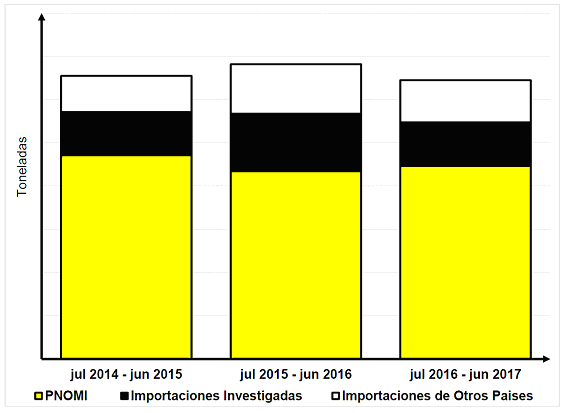 Toneladas
jul 2014 - jun 2015
jul 2015 - jun 2016
jul 2016 - jun 2017
PNOMI
Importaciones Investigadas
Importaciones de Otros Paises